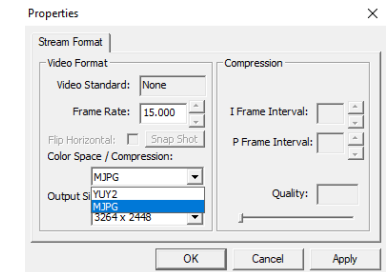 Properties
Stream Format
Video Format
Video Standard: None
Frame Rate: 15.000
Flip Horizontal: Snap Shot
Color Space / Compression:
MJPG
YUY2
MJPG
Output Si
3264 x 2448
Compression
I Frame Interval:
P Frame Interval:
Quality:
OK Cancel Apply